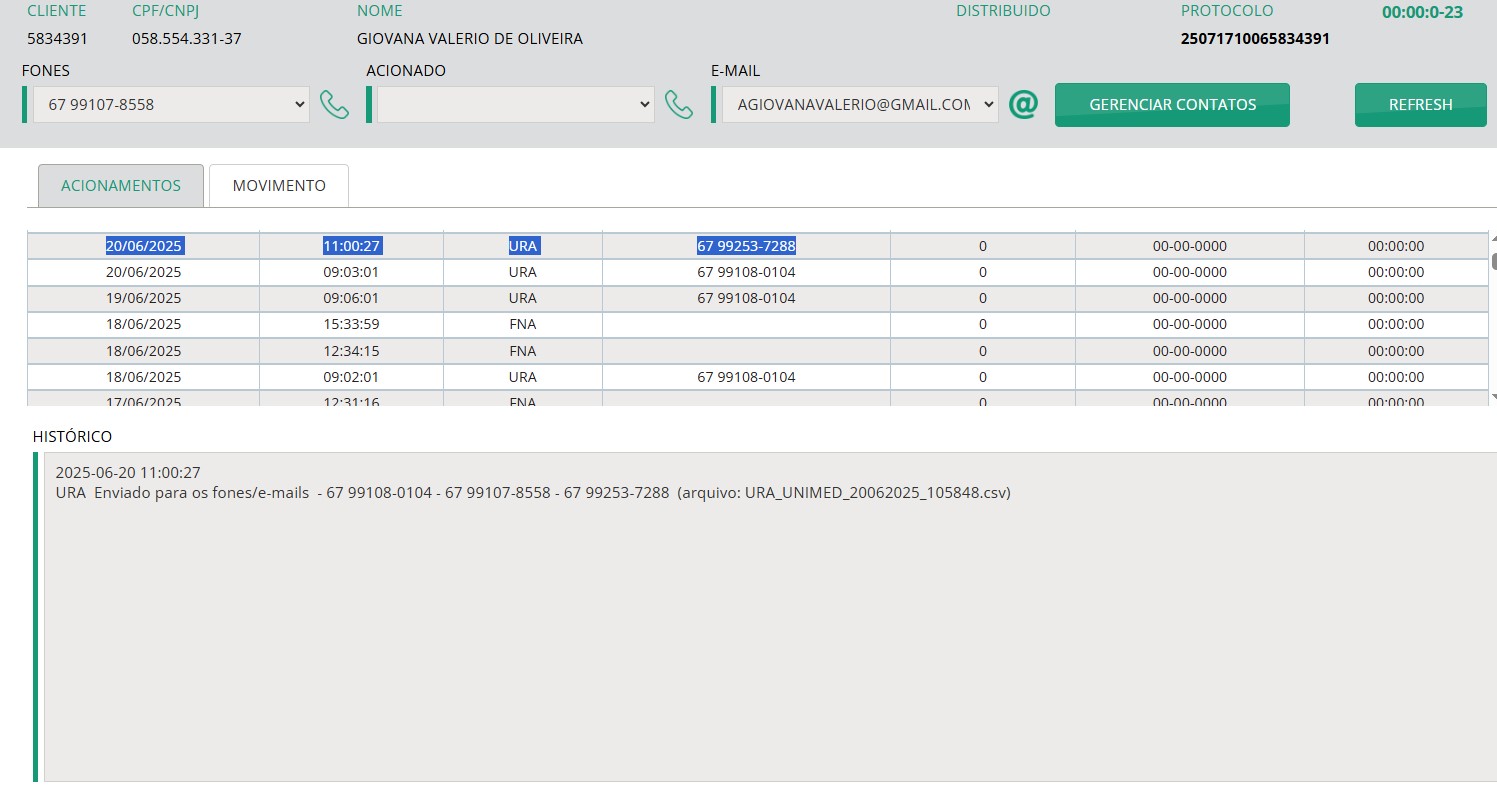 CLIENTE CPF/CNPJ NOME DISTRIBUIDO PROTOCOLO 00:00:0-23
5834391 058.554.331-37 GIOVANA VALERIO DE OLIVEIRA 25071710065834391
FONES ACIONADO E-MAIL
67 99107-8558 AGIOVANAVALERIO@GMAIL.COM @ GERENCIAR CONTATOS REFRESH
ACIONAMENTOS MOVIMENTO
20/06/2025 11:00:27 URA 67 99253-7288 0 00-00-0000 00:00:00
20/06/2025 09:03:01 URA 67 99108-0104 0 00-00-0000 00:00:00
19/06/2025 09:06:01 URA 67 99108-0104 0 00-00-0000 00:00:00
18/06/2025 15:33:59 FNA 0 00-00-0000 00:00:00
18/06/2025 12:34:15 FNA 0 00-00-0000 00:00:00
18/06/2025 09:02:01 URA 67 99108-0104 0 00-00-0000 00:00:00
17/06/2025 12:31:16 FNA 0 00-00-0000 00:00:00
HISTÓRICO
2025-06-20 11:00:27
URA Enviado para os fones/e-mails - 67 99108-0104 - 67 99107-8558 - 67 99253-7288 (arquivo: URA_UNIMED_20062025_105848.csv)